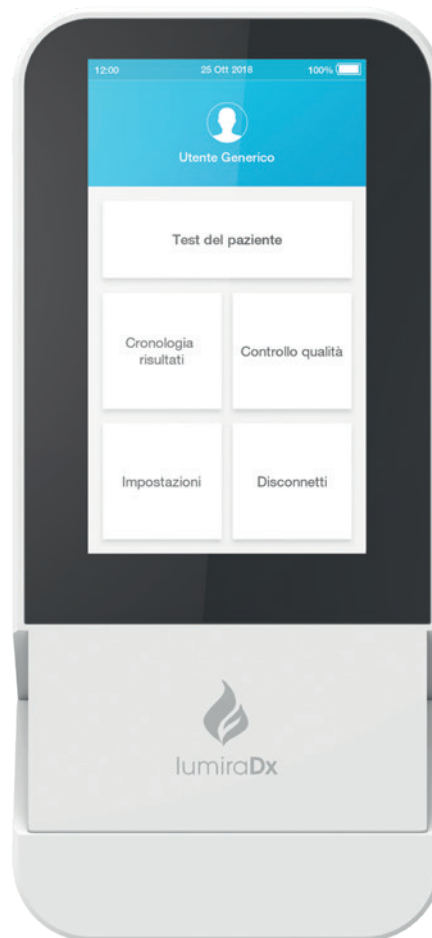 12:00 25 Ott 2018 100%
Utente Generico
Test del paziente
Cronologia
risultati
Controllo qualità
Impostazioni
Disconnetti
lumiraDx